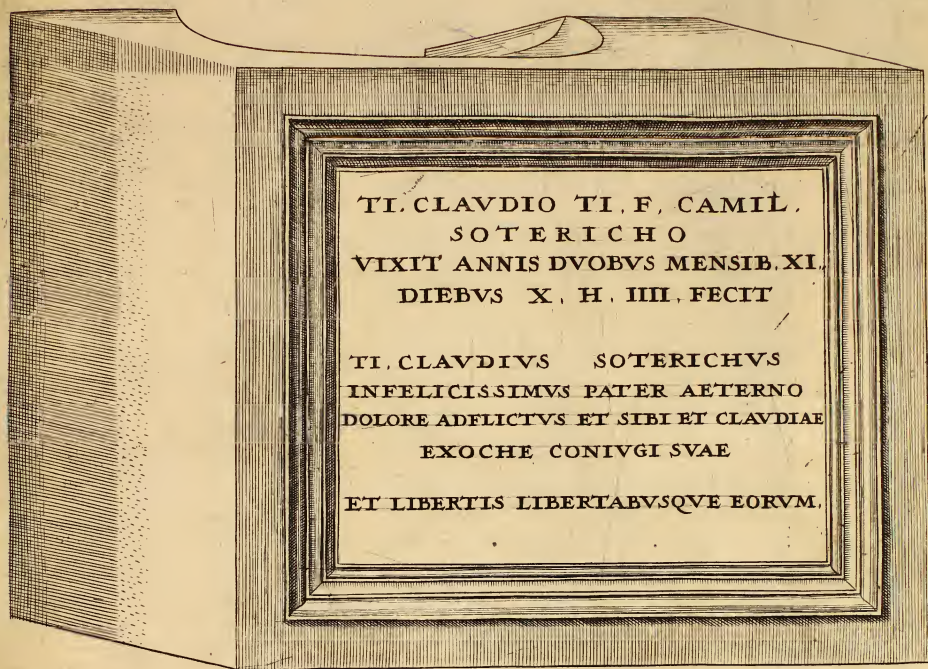 TI. CLAVDIO TI. F. CAMIL.
SOTERICHO
VIXIT ANNIS DVOBVS MENSIB. XI.
DIEBVS X. H. IIII. FECIT
TI. CLAVDIVS SOTERICHVS
INFELICISSIMVS PATER AETERNO
DOLORE ADFLICTVS ET SIBI ET CLAVDIAE
EXOCHE CONIVGI SVAE
ET LIBERTIS LIBERTABVSQVE EORVM.